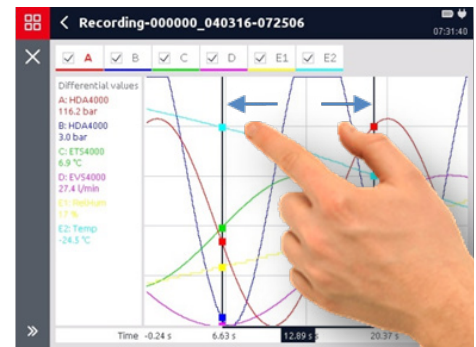 Recording-000000_040316-072506
07:31:40
A B C D E1 E2
Differential values
A: HDA4000
116.2 bar
B: HDA4000
3.0 bar
C: ETS4000
6.9 °C
D: EVS4000
27.4 l/min
17 %
E2: Temp
-24.5 °C
Time -0.24 s 6.63 s 12.89 s 20.37 s